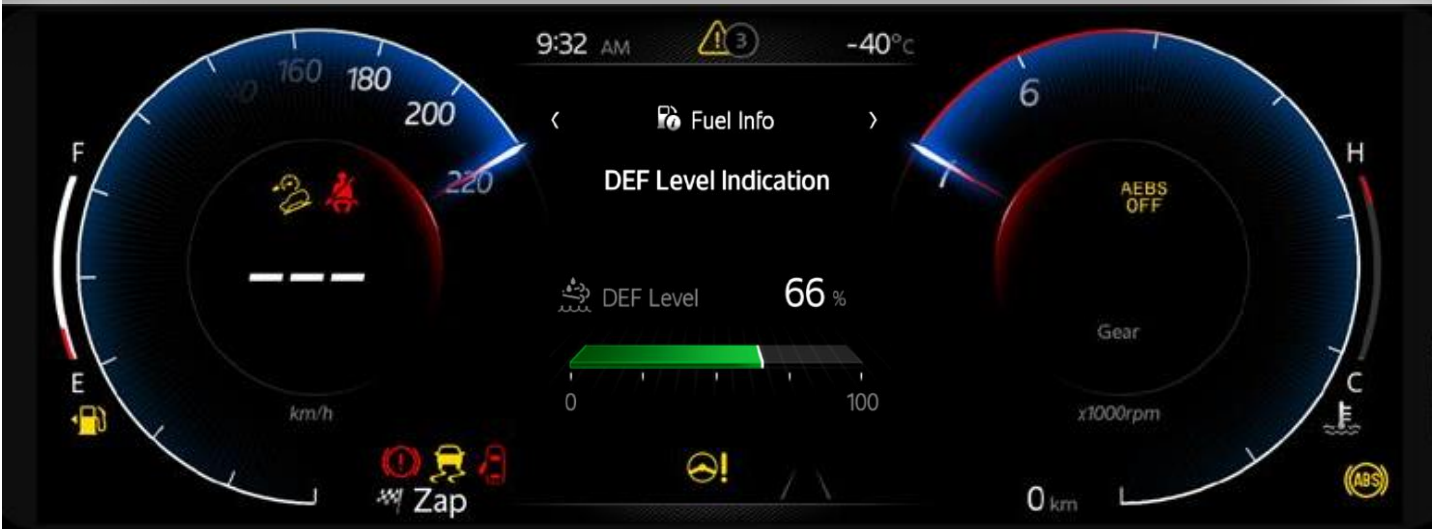 9:32 AM
3
-40°C
160
180
200
220
‹ Fuel Info ›
6
7
F
H
DEF Level Indication
AEBS
OFF
DEF Level 66 %
Gear
E
C
0
100
km/h
x1000rpm
Zap
0 km
ABS